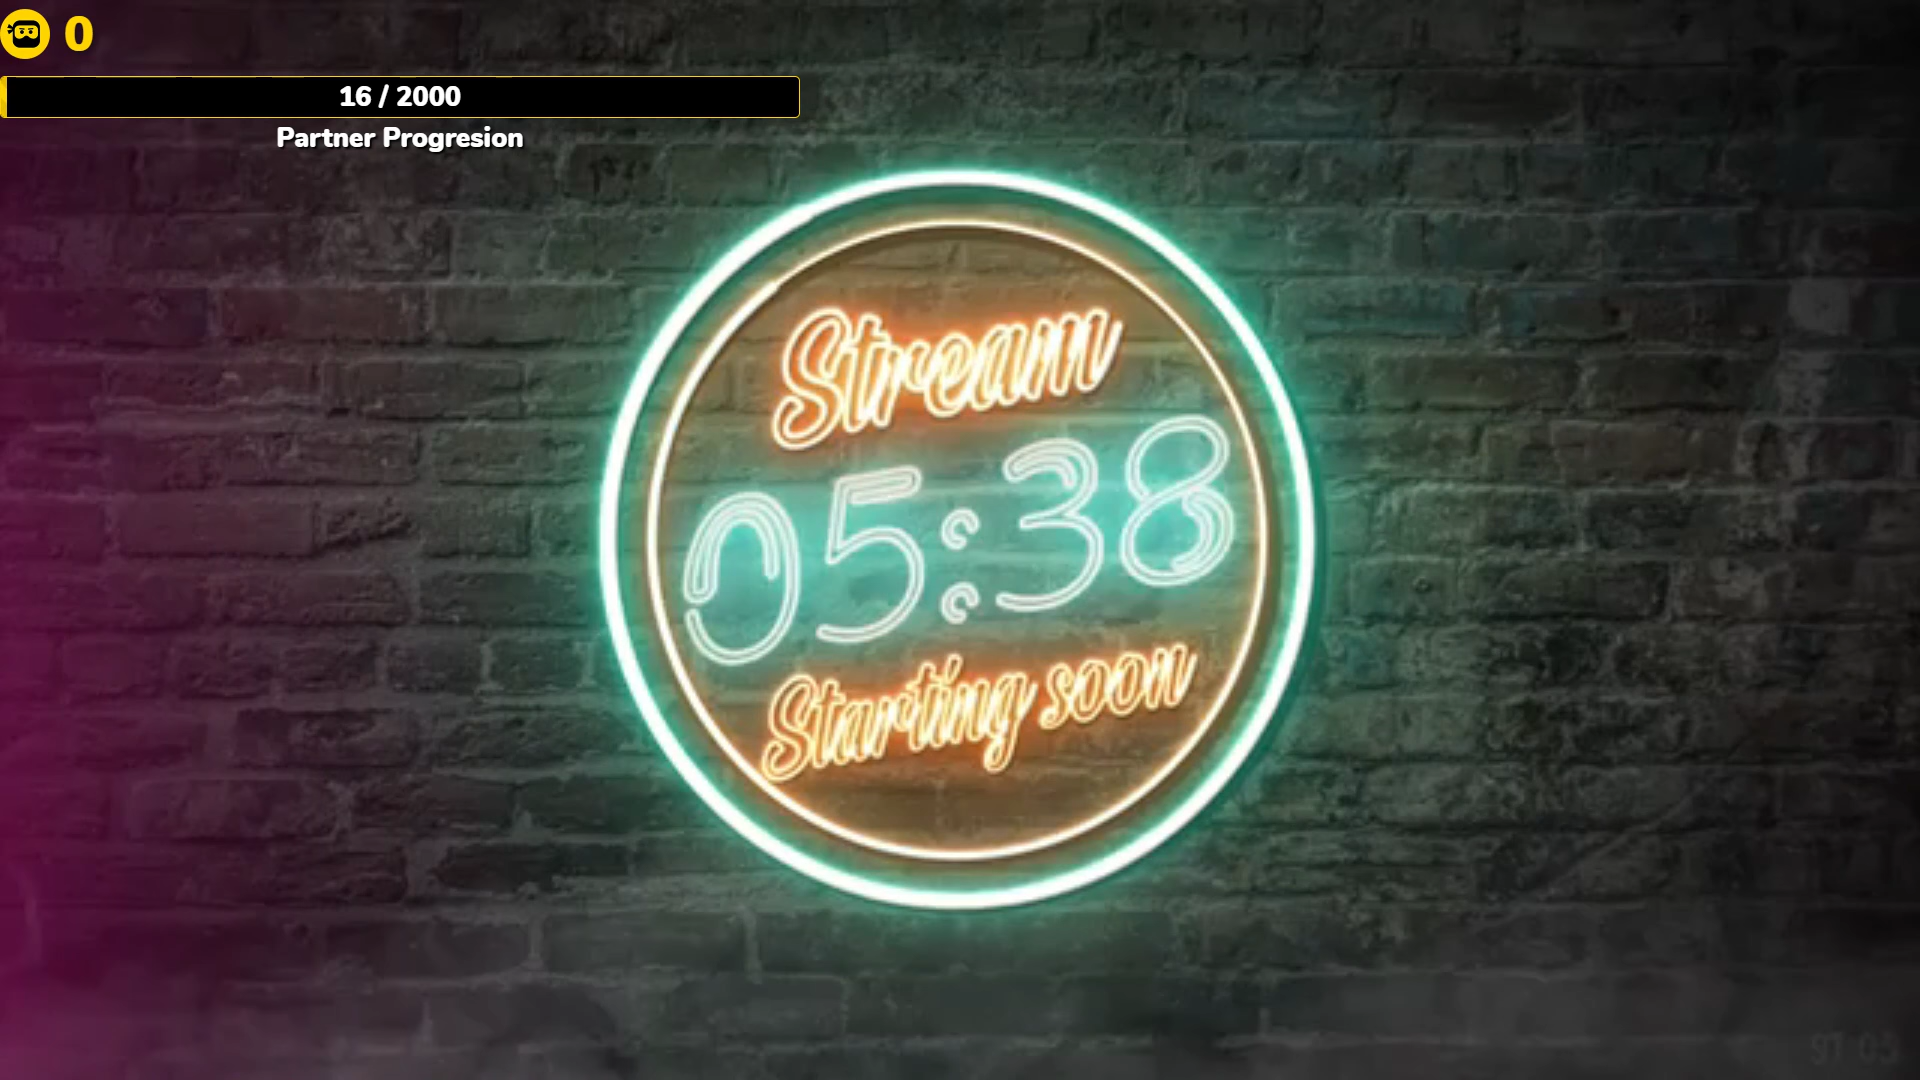 0
16 / 2000
Partner Progresion
Stream
05:38
Starting soon